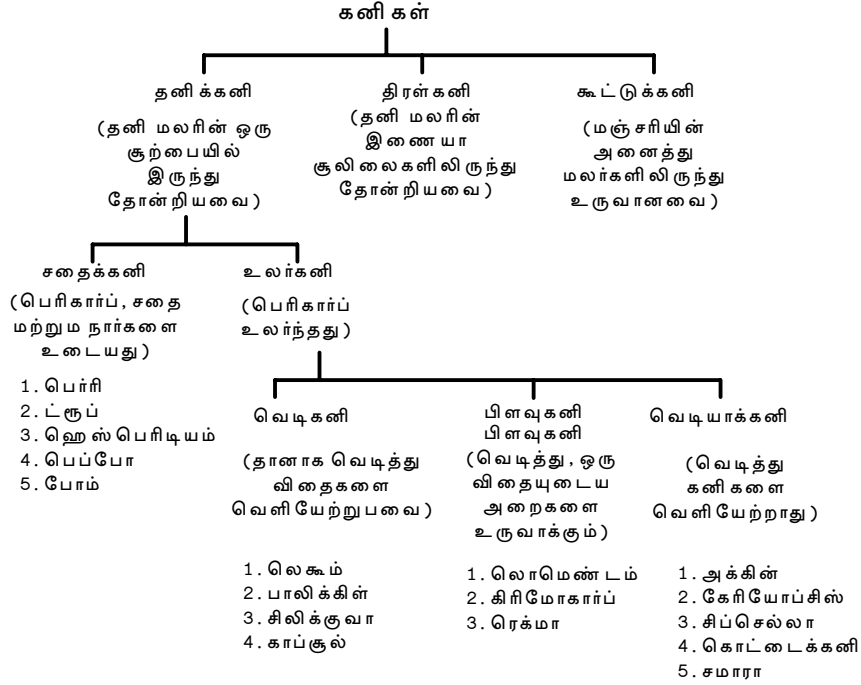 கனிகள்
தனிக்கனி
(தனி மலரின் ஒரு
சூற்பையில்
இருந்து
தோன்றியவை)
திரள்கனி
(தனி மலரின்
இணையா
சூலிலைகளிலிருந்து
தோன்றியவை)
கூட்டுக்கனி
(மஞ்சரியின்
அனைத்து
மலர்களிலிருந்து
உருவானவை)
சதைக்கனி
(பெரிகார்ப், சதை
மற்றும நார்களை
உடையது)
1. பெர்ரி
2. ட்ரூப்
3. ஹெஸ்பெரிடியம்
4. பெப்போ
5. போம்
உலர்கனி
(பெரிகார்ப்
உலர்ந்தது)
வெடிகனி
(தானாக வெடித்து
விதைகளை
வெளியேற்றுபவை)
1. லெகூம்
2. பாலிக்கிள்
3. சிலிக்குவா
4. காப்சூல்
பிளவுகனி
பிளவுகனி
(வெடித்து, ஒரு
விதையுடைய
அறைகளை
உருவாக்கும்)
1. லொமெண்டம்
2. கிரிமோகார்ப்
3. ரெக்மா
வெடியாக்கனி
(வெடித்து
கனிகளை
வெளியேற்றாது)
1. அக்கின்
2. கேரியோப்சிஸ்
3. சிப்செல்லா
4. கொட்டைக்கனி
5. சமாரா